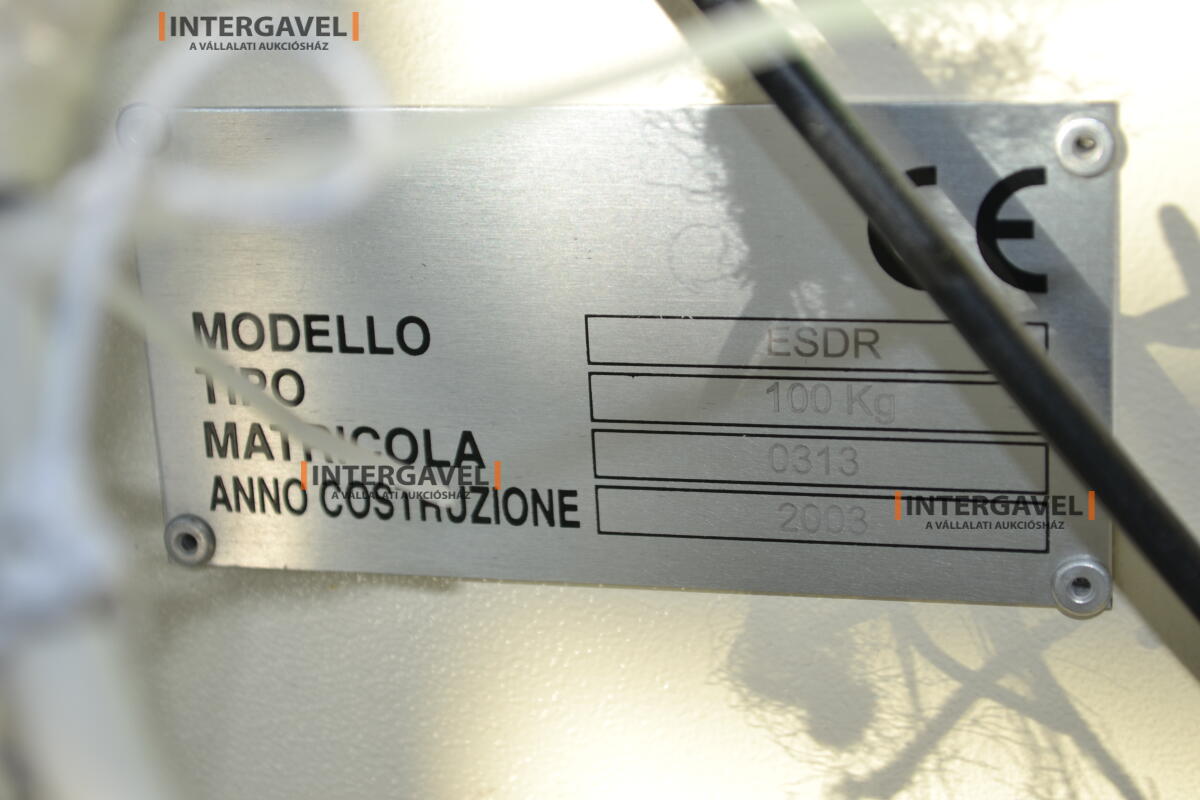 INTERGAVEL
A VÁLLALATI AUKCIÓSHÁZ
CE
MODELLO ESDR
TIPO 100 Kg
MATRICOLA 0313
INTERGAVEL
A VÁLLALATI AUKCIÓSHÁZ
ANNO COSTRUZIONE 2003
INTERGAVEL
A VÁLLALATI AUKCIÓSHÁZ